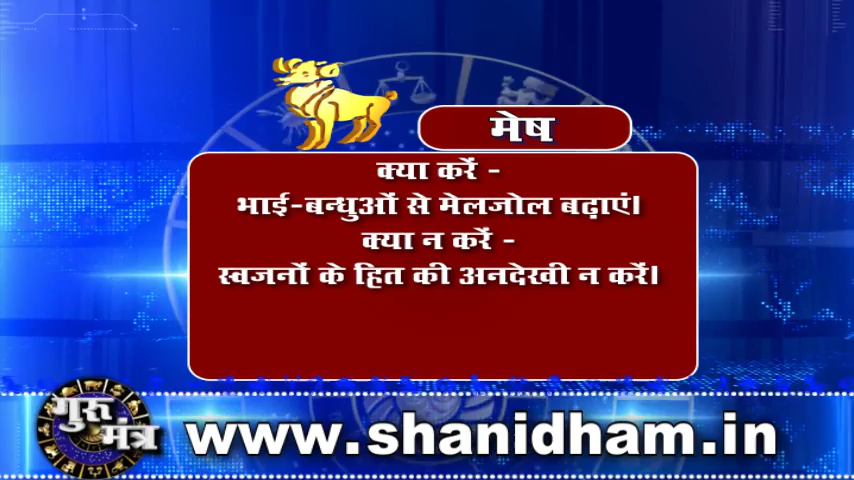 मेष
क्या करें -
भाई-बन्धुओं से मेलजोल बढ़ाएं।
क्या न करें -
स्वजनों के हित की अनदेखी न करें।
गुरू
मंत्र
www.shanidham.in